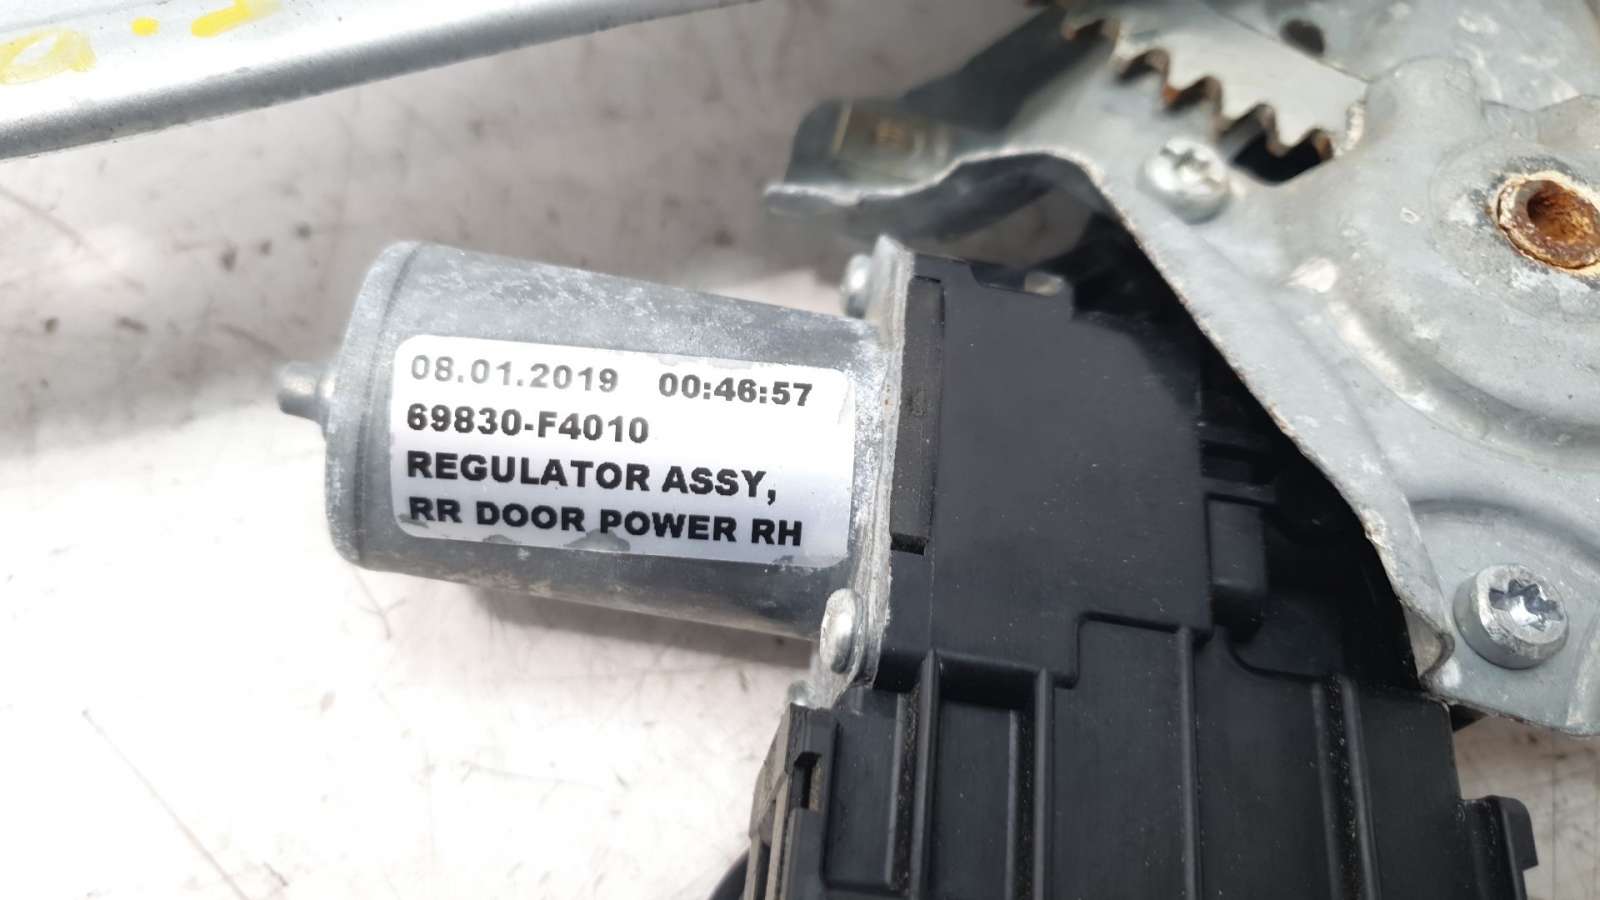 08.01.2019 00:46:57
69830-F4010
REGULATOR ASSY,
RR DOOR POWER RH